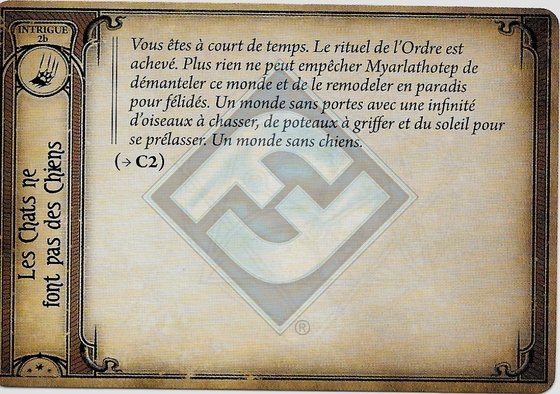 INTRIGUE
2b
Les Chats ne
font pas des Chiens
Vous êtes à court de temps. Le rituel de l'Ordre est
achevé. Plus rien ne peut empêcher Myarlathotep de
démanteler ce monde et de le remodeler en paradis
pour félidés. Un monde sans portes avec une infinité
d'oiseaux à chasser, de poteaux à griffer et du soleil pour
se prélasser. Un monde sans chiens.
(→ C2)
®